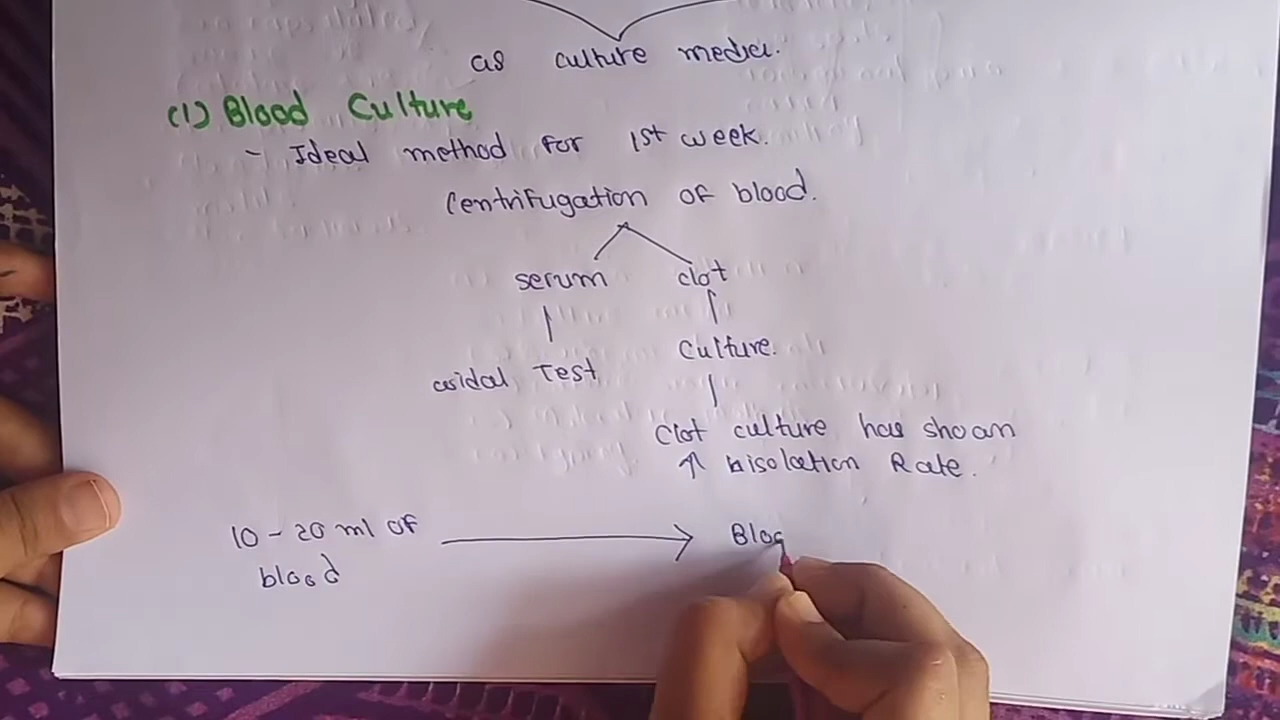 as culture media.
(1) Blood Culture
- Ideal method for 1st week.
Centrifugation of blood.
serum clot
widal Test
Culture.
Clot culture has shown
↑ isolation Rate.
10-20 ml of
blood
Bloo